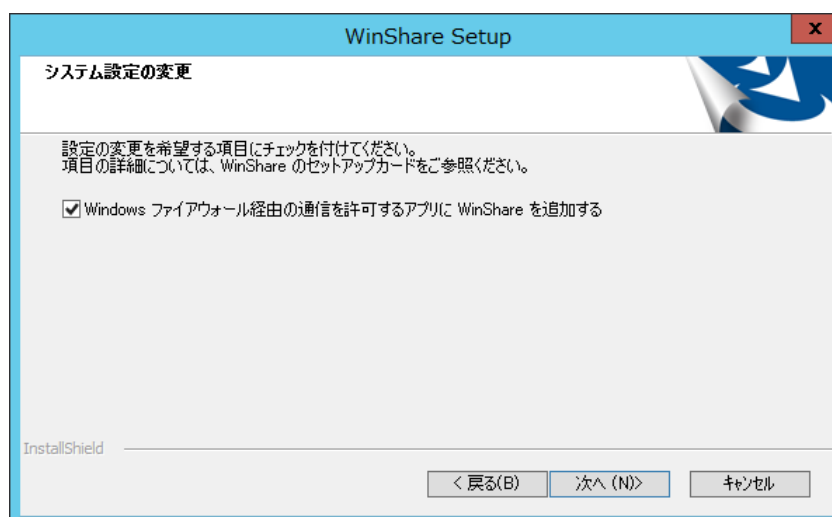 WinShare Setup
x
システム設定の変更
設定の変更を希望する項目にチェックを付けてください。
項目の詳細については、WinShare のセットアップカードをご参照ください。
Windows ファイアウォール経由の通信を許可するアプリに WinShare を追加する
InstallShield
< 戻る(B)
次へ (N)>
キャンセル